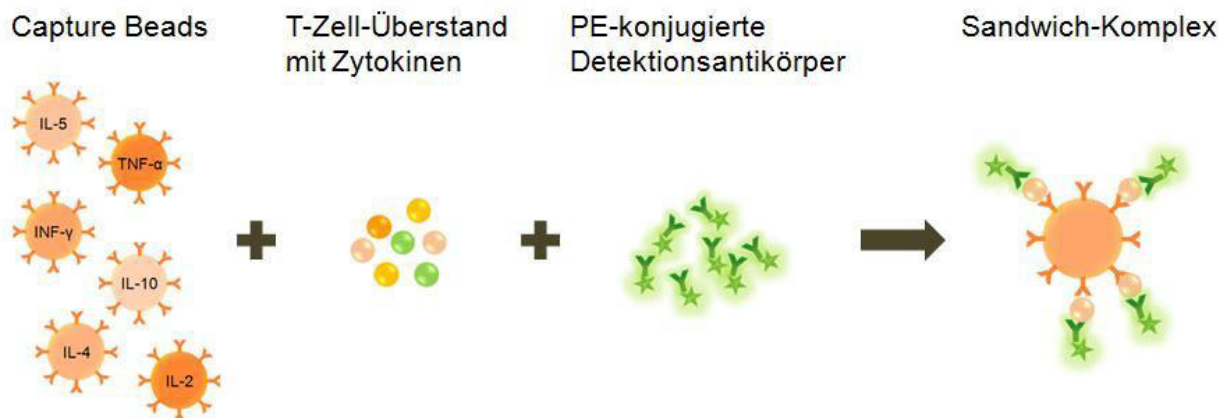 Capture Beads
T-Zell-Überstand
mit Zytokinen
PE-konjugierte
Detektionsantikörper
Sandwich-Komplex
IL-5
TNF-α
INF-γ
IL-10
IL-4
IL-2